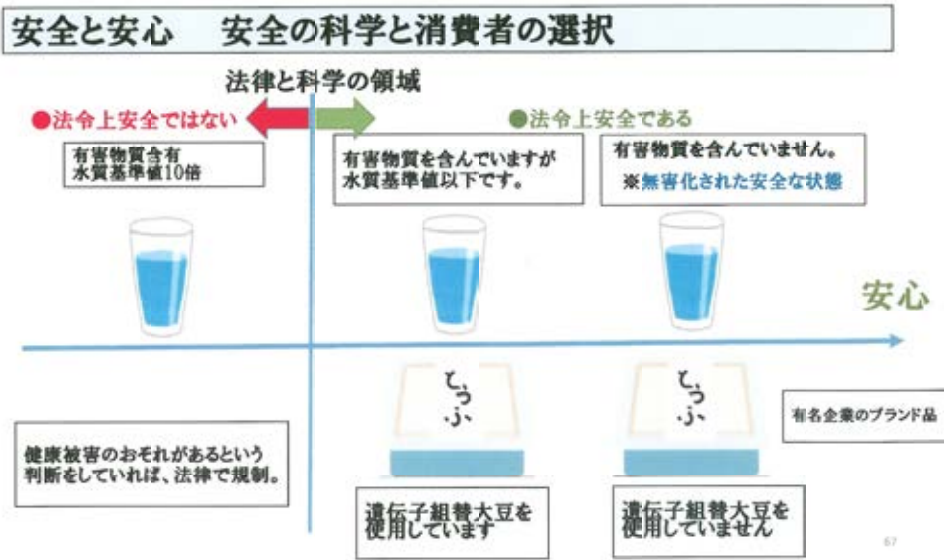 安全と安心　安全の科学と消費者の選択
法律と科学の領域
●法令上安全ではない
●法令上安全である
有害物質含有
水質基準値10倍
有害物質を含んでいますが
水質基準値以下です。
有害物質を含んでいません。
※無害化された安全な状態
安心
とうふ
とうふ
有名企業のブランド品
健康被害のおそれがあるという
判断をしていれば、法律で規制。
遺伝子組替大豆を
使用しています
遺伝子組替大豆を
使用していません
67